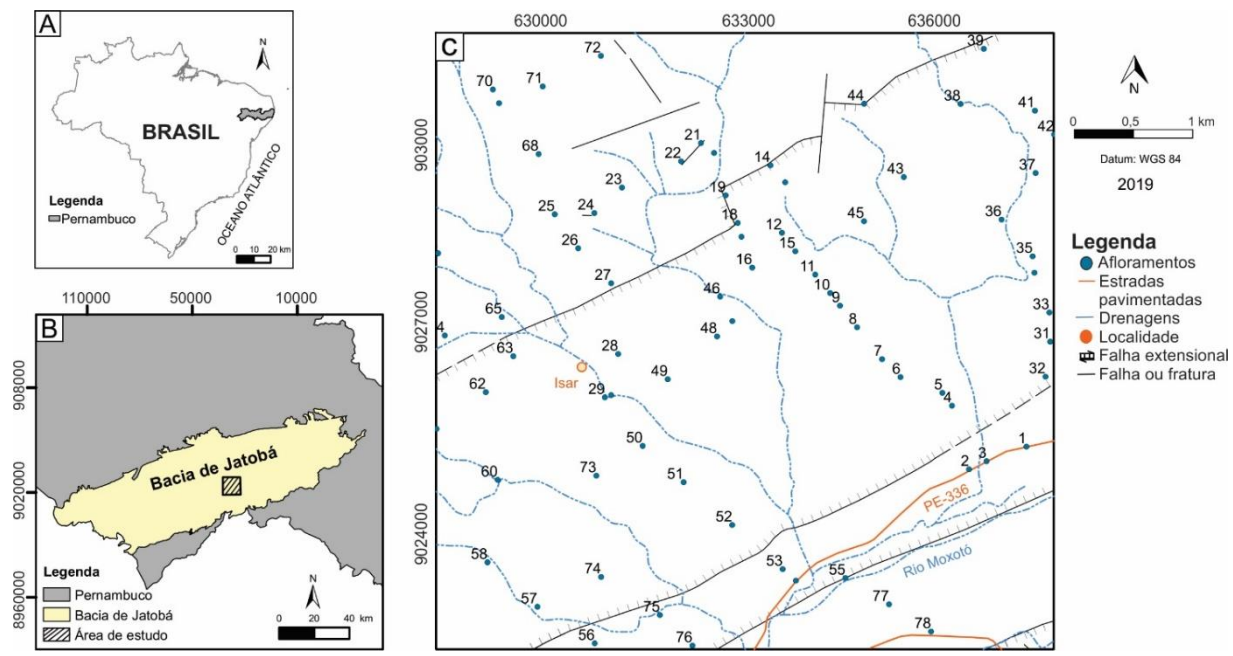 A
N
BRASIL
OCEANO ATLÂNTICO
Legenda
Pernambuco
0 10 20 km
B
110000 50000 10000
9080000
9020000
8960000
Bacia de Jatobá
Legenda
Pernambuco
Bacia de Jatobá
Área de estudo
N
0 20 40 km
C
630000 633000 636000
9030000
9027000
9024000
39
72
70
71
44
38
41
42
21
22
68
14
37
43
23
19
25
24
18
12
45
36
26
15
16
35
27
11
10
46
9
65
33
8
4
48
31
63
28
7
Isar
49
6
32
62
29
5
4
50
1
3
2
73
51
60
PE-336
52
Rio Moxotó
58
53
74
55
57
75
77
56
76
78
N
0 0,5 1 km
Datum: WGS 84
2019
Legenda
Afloramentos
Estradas
pavimentadas
Drenagens
Localidade
Falha extensional
Falha ou fratura